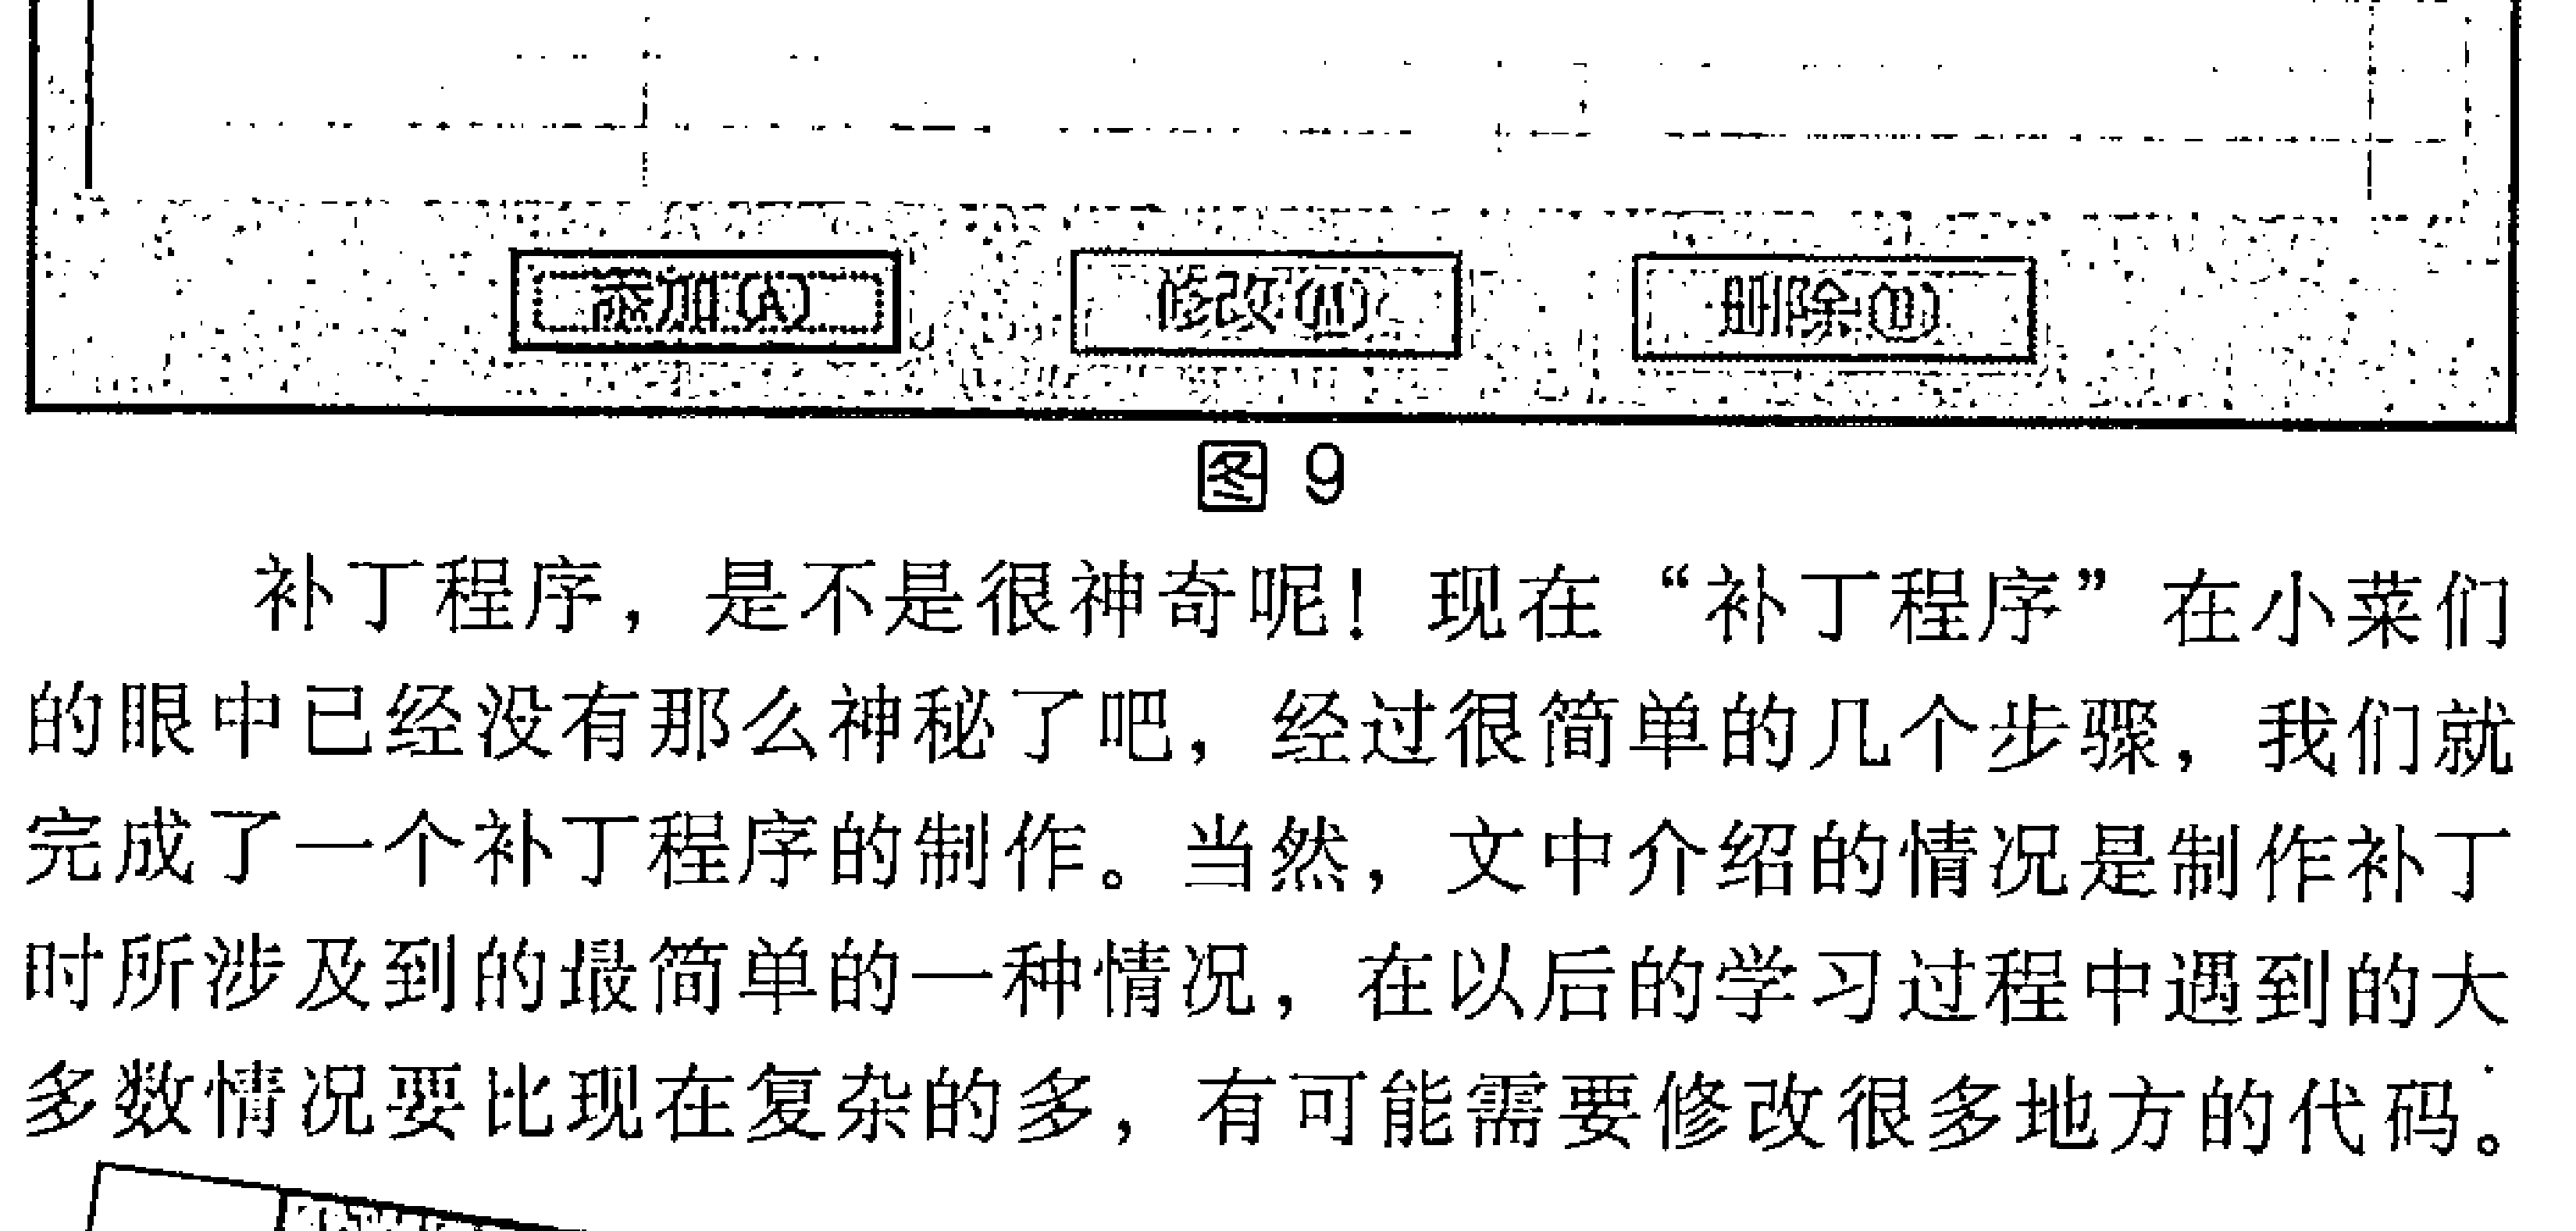 添加(A) 修改(M) 删除(D)
图 9
补丁程序，是不是很神奇呢！现在“补丁程序”在小菜们
的眼中已经没有那么神秘了吧，经过很简单的几个步骤，我们就
完成了一个补丁程序的制作。当然，文中介绍的情况是制作补丁
时所涉及到的最简单的一种情况，在以后的学习过程中遇到的大
多数情况要比现在复杂的多，有可能需要修改很多地方的代码。